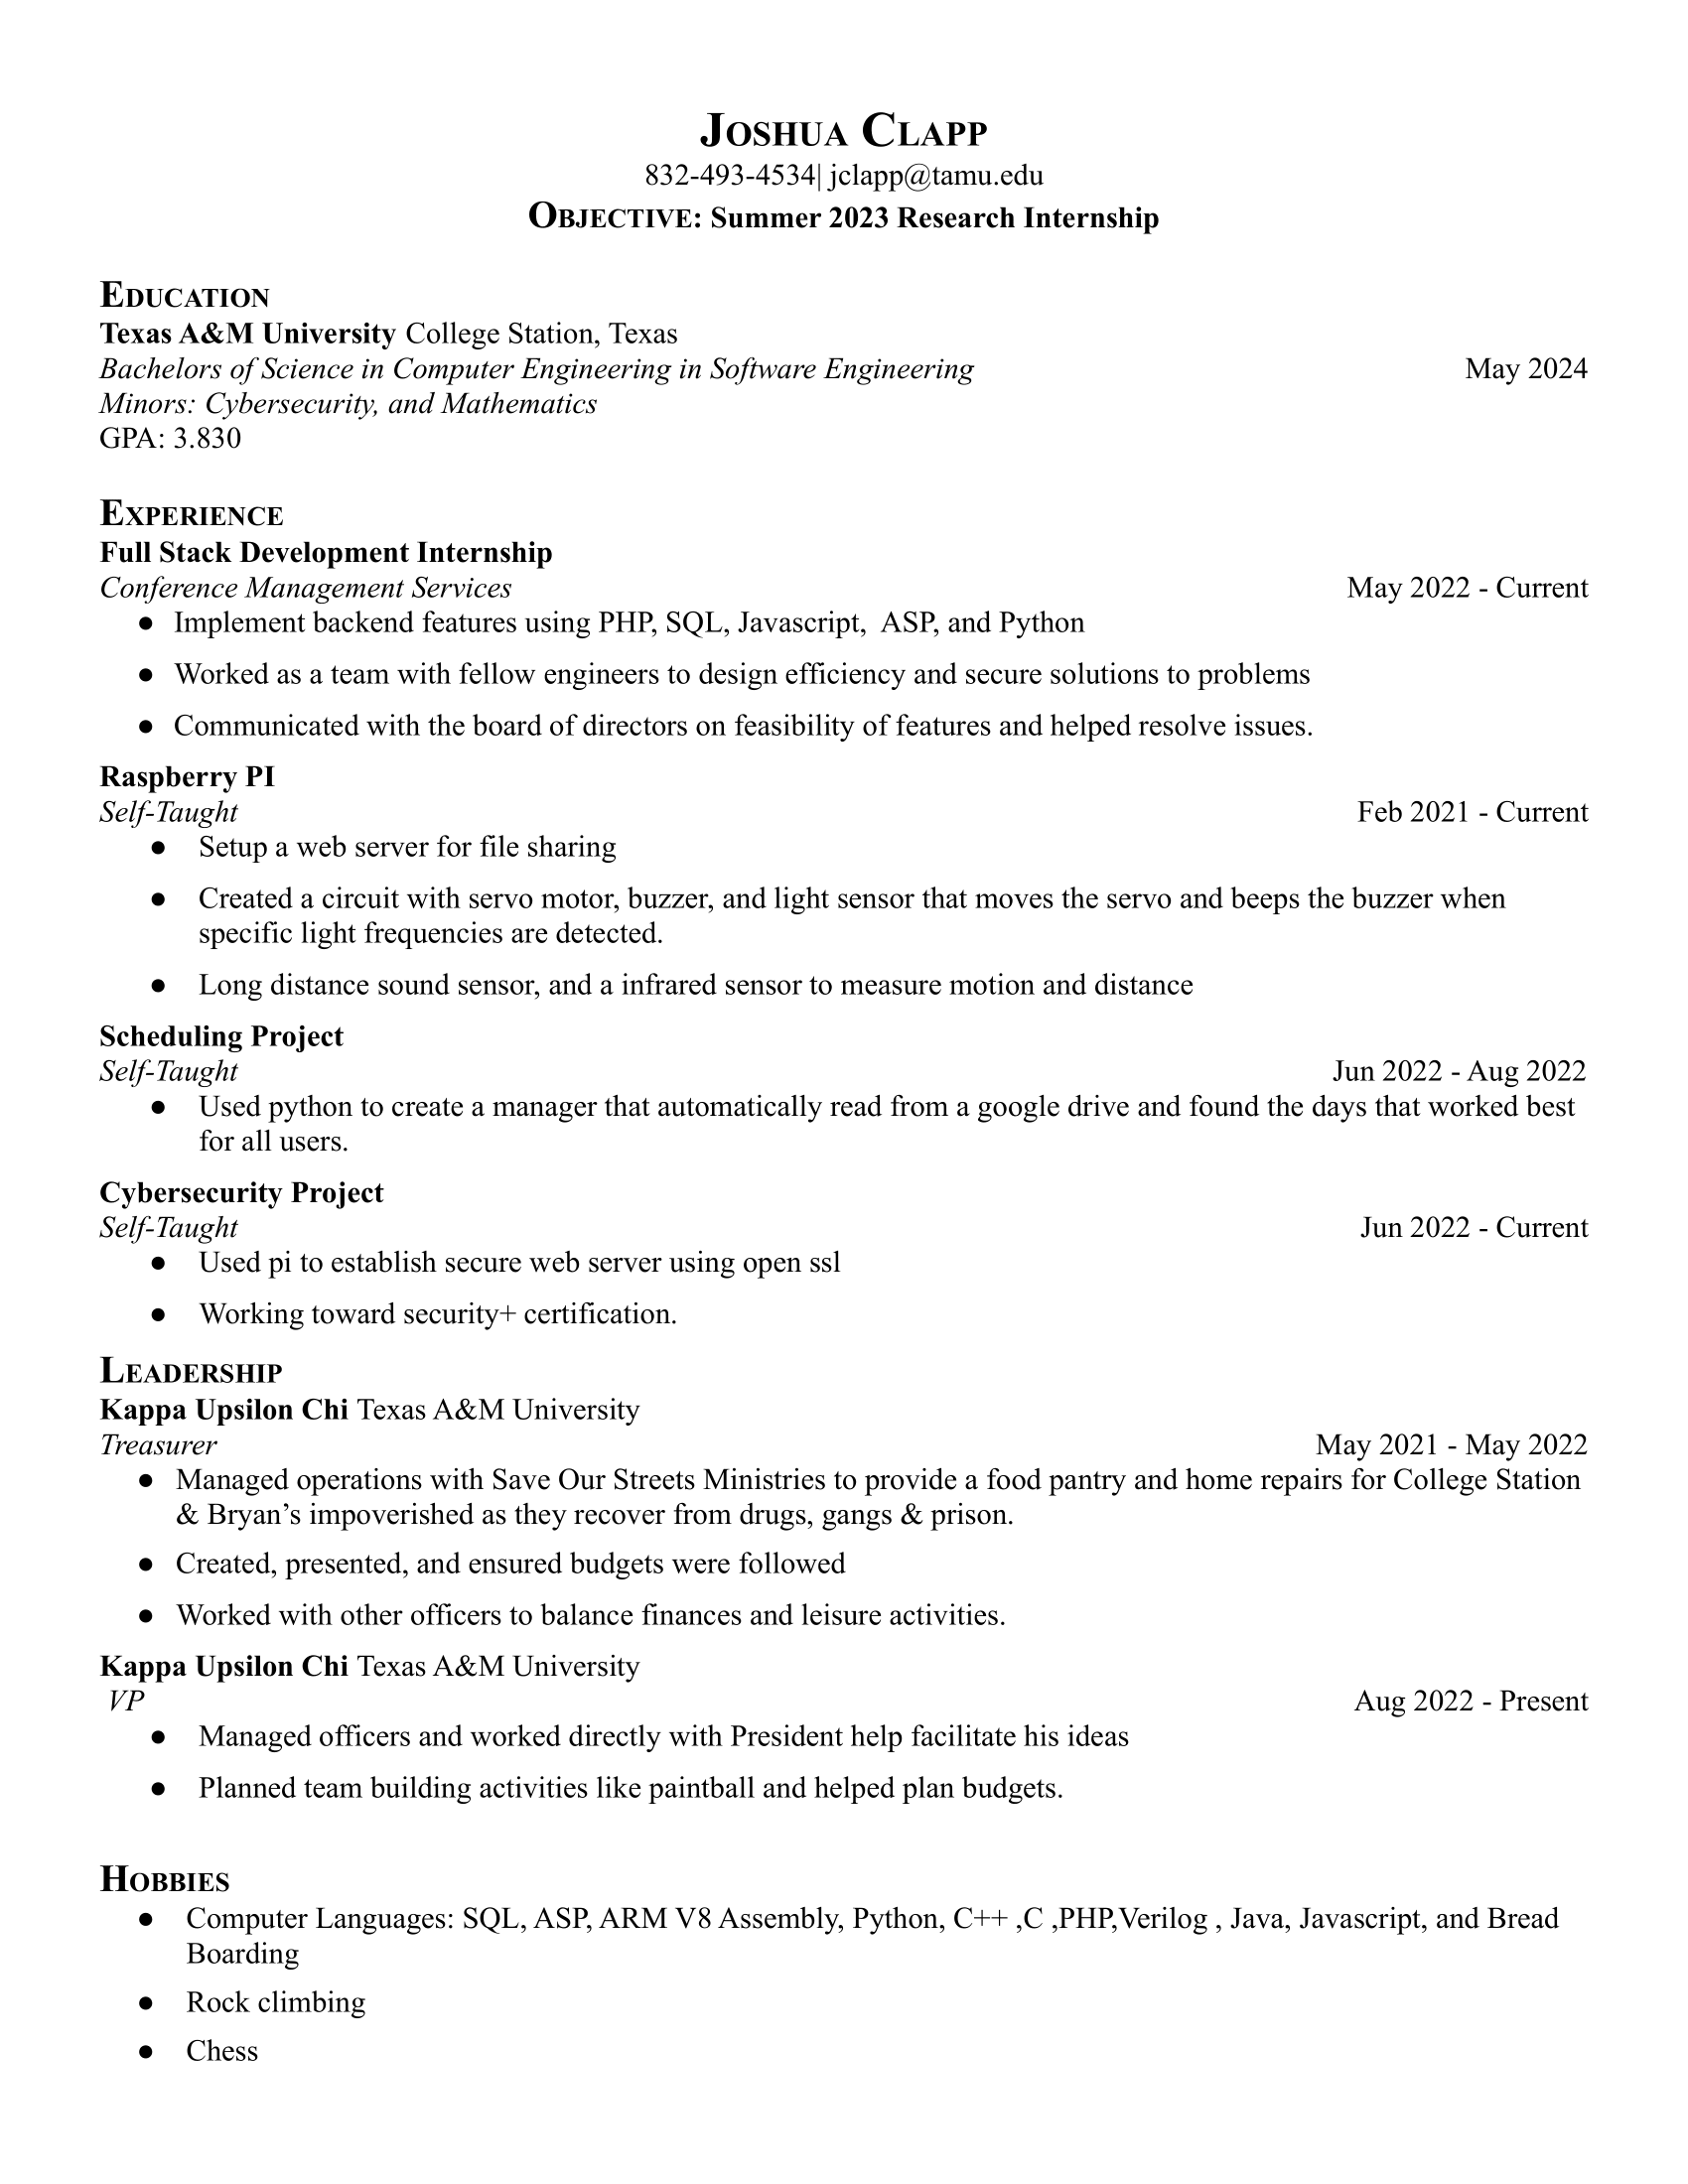 Joshua Clapp
832-493-4534| jclapp@tamu.edu
Objective: Summer 2023 Research Internship
Education
Texas A&M University College Station, Texas
Bachelors of Science in Computer Engineering in Software Engineering May 2024
Minors: Cybersecurity, and Mathematics
GPA: 3.830
Experience
Full Stack Development Internship
Conference Management Services May 2022 - Current
● Implement backend features using PHP, SQL, Javascript,  ASP, and Python
● Worked as a team with fellow engineers to design efficiency and secure solutions to problems
● Communicated with the board of directors on feasibility of features and helped resolve issues.
Raspberry PI
Self-Taught Feb 2021 - Current
● Setup a web server for file sharing
● Created a circuit with servo motor, buzzer, and light sensor that moves the servo and beeps the buzzer when
specific light frequencies are detected.
● Long distance sound sensor, and a infrared sensor to measure motion and distance
Scheduling Project
Self-Taught Jun 2022 - Aug 2022
● Used python to create a manager that automatically read from a google drive and found the days that worked best
for all users.
Cybersecurity Project
Self-Taught Jun 2022 - Current
● Used pi to establish secure web server using open ssl
● Working toward security+ certification.
Leadership
Kappa Upsilon Chi Texas A&M University
Treasurer May 2021 - May 2022
● Managed operations with Save Our Streets Ministries to provide a food pantry and home repairs for College Station
& Bryan’s impoverished as they recover from drugs, gangs & prison.
● Created, presented, and ensured budgets were followed
● Worked with other officers to balance finances and leisure activities.
Kappa Upsilon Chi Texas A&M University
VP Aug 2022 - Present
● Managed officers and worked directly with President help facilitate his ideas
● Planned team building activities like paintball and helped plan budgets.
Hobbies
● Computer Languages: SQL, ASP, ARM V8 Assembly, Python, C++ ,C ,PHP,Verilog , Java, Javascript, and Bread
Boarding
● Rock climbing
● Chess